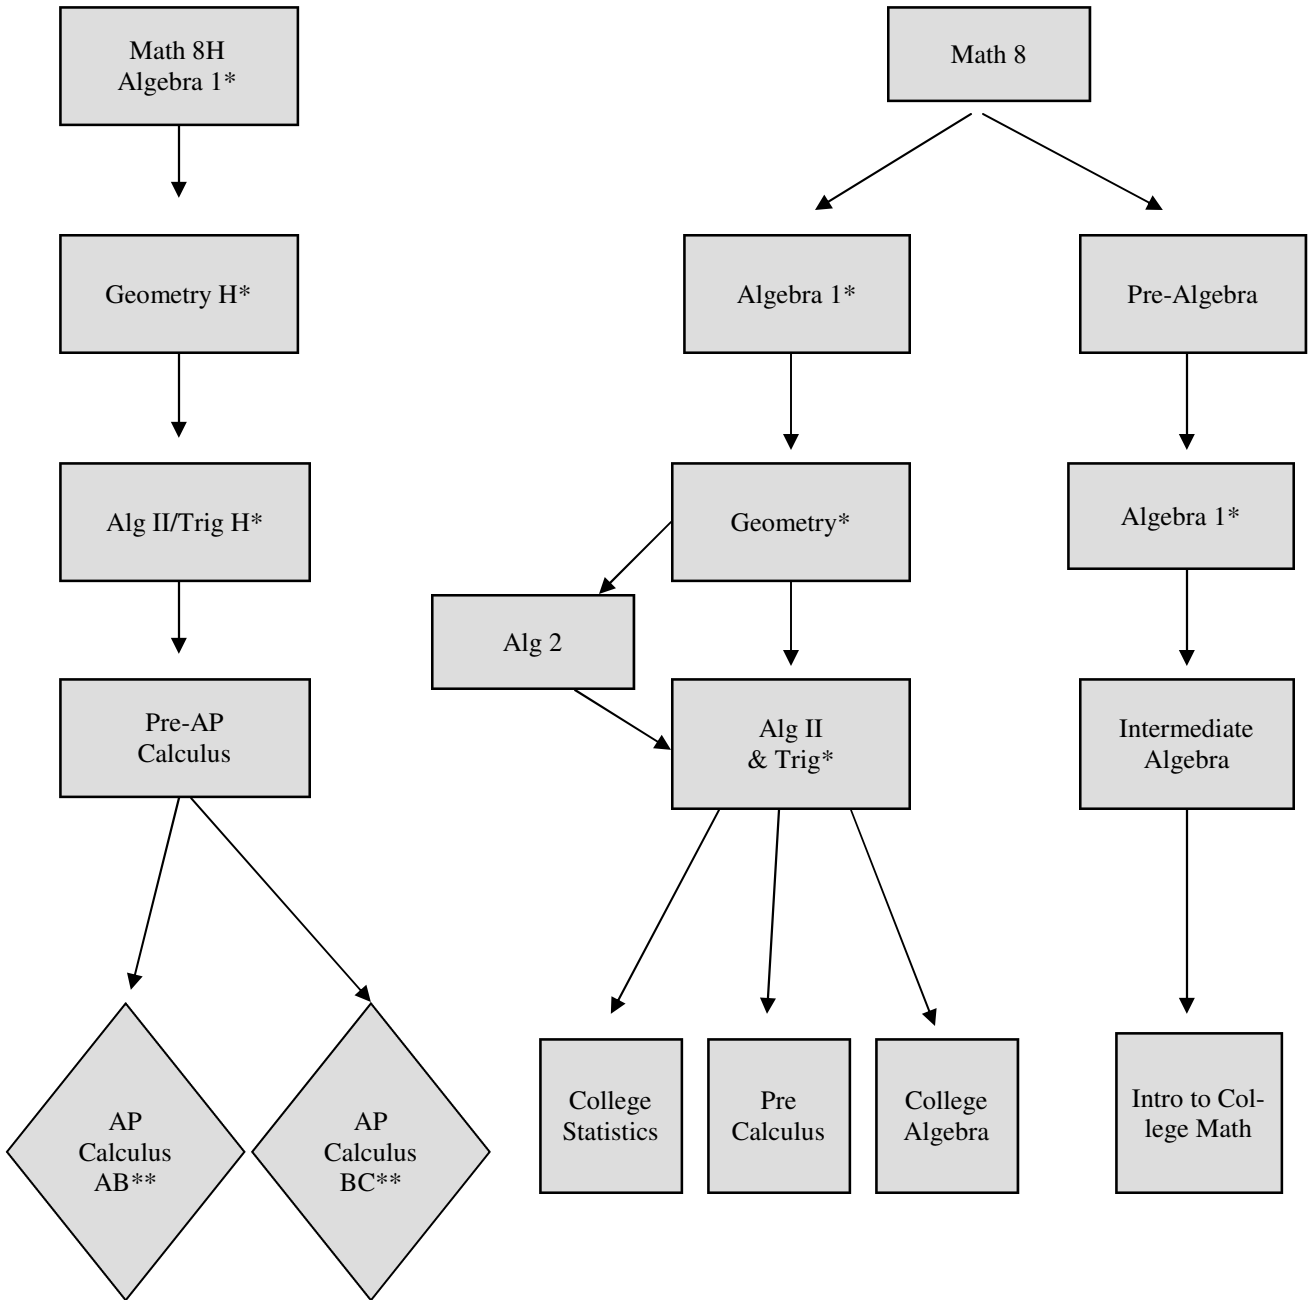 Math 8H
Algebra 1*
Math 8
Geometry H*
Algebra 1*
Pre-Algebra
Alg II/Trig H*
Geometry*
Algebra 1*
Alg 2
Pre-AP
Calculus
Alg II
& Trig*
Intermediate
Algebra
AP
Calculus
AB**
AP
Calculus
BC**
College
Statistics
Pre
Calculus
College
Algebra
Intro to Col-
lege Math